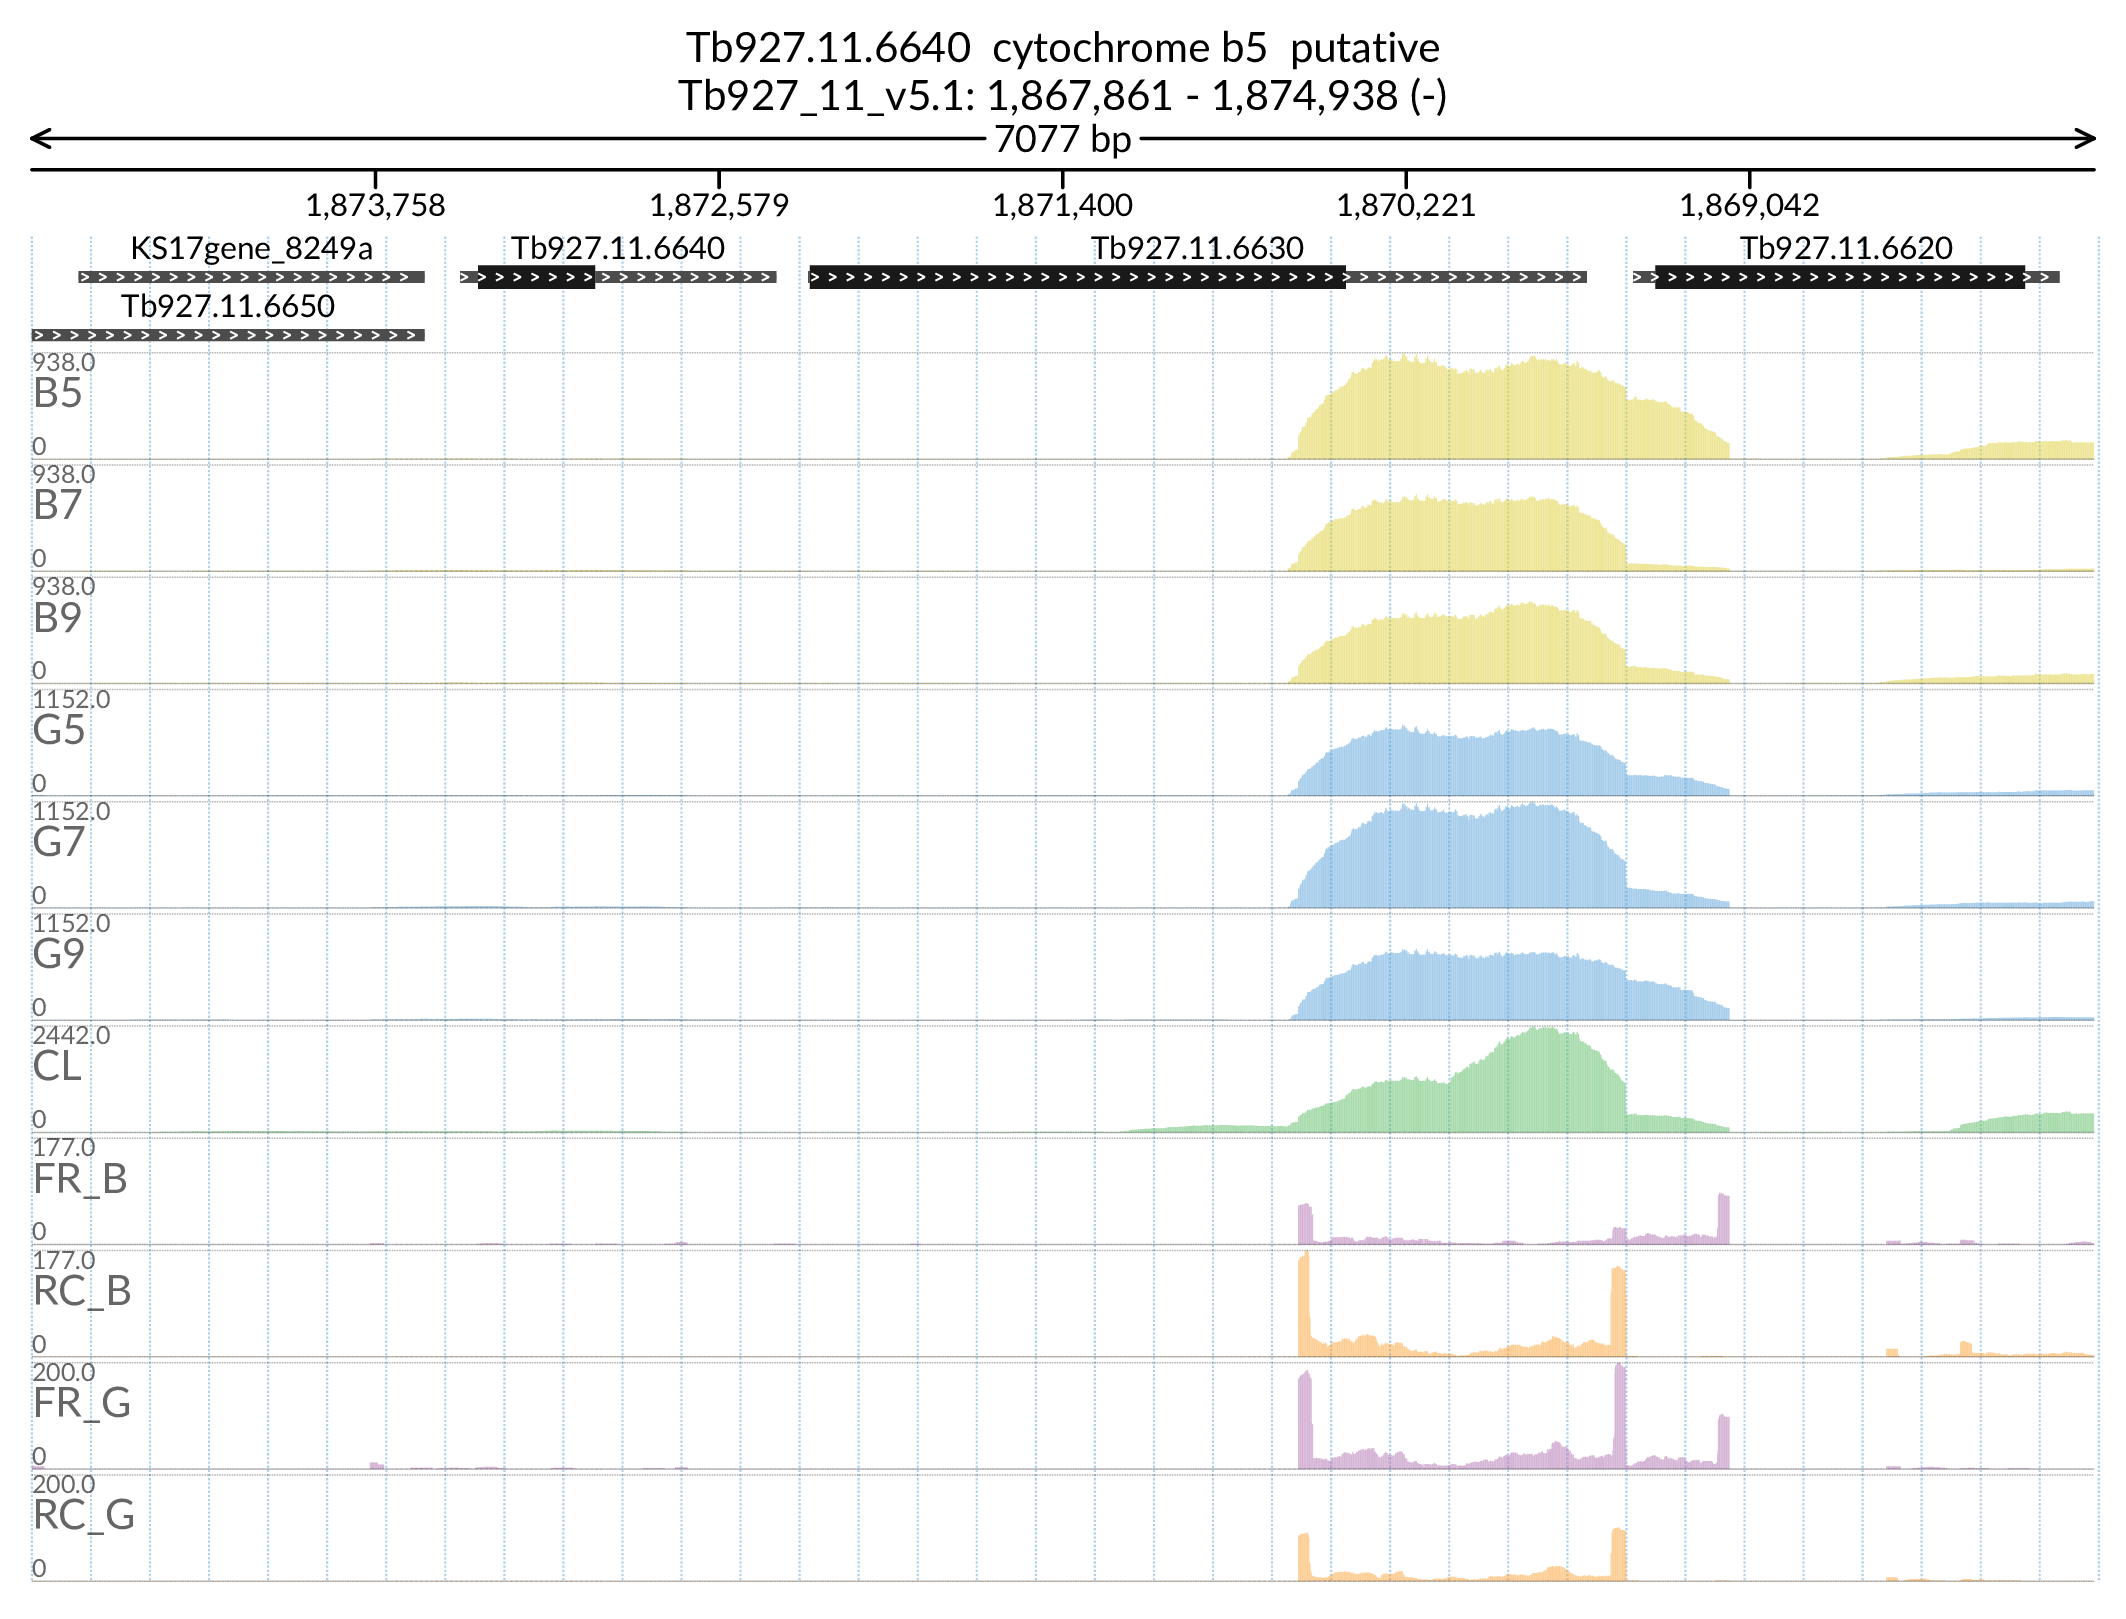 Tb927.11.6640  cytochrome b5  putative
Tb927_11_v5.1: 1,867,861 - 1,874,938 (-)
7077 bp
1,873,758 1,872,579 1,871,400 1,870,221 1,869,042
KS17gene_8249a Tb927.11.6640 Tb927.11.6630 Tb927.11.6620
Tb927.11.6650
938.0
B5
0
938.0
B7
0
938.0
B9
0
1152.0
G5
0
1152.0
G7
0
1152.0
G9
0
2442.0
CL
0
177.0
FR_B
0
177.0
RC_B
0
200.0
FR_G
0
200.0
RC_G
0